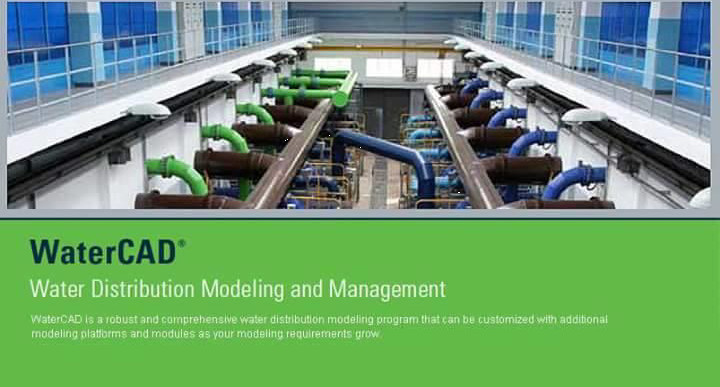 WaterCAD®
Water Distribution Modeling and Management
WaterCAD is a robust and comprehensive water distribution modeling program that can be customized with additional
modeling platforms and modules as your modeling requirements grow.